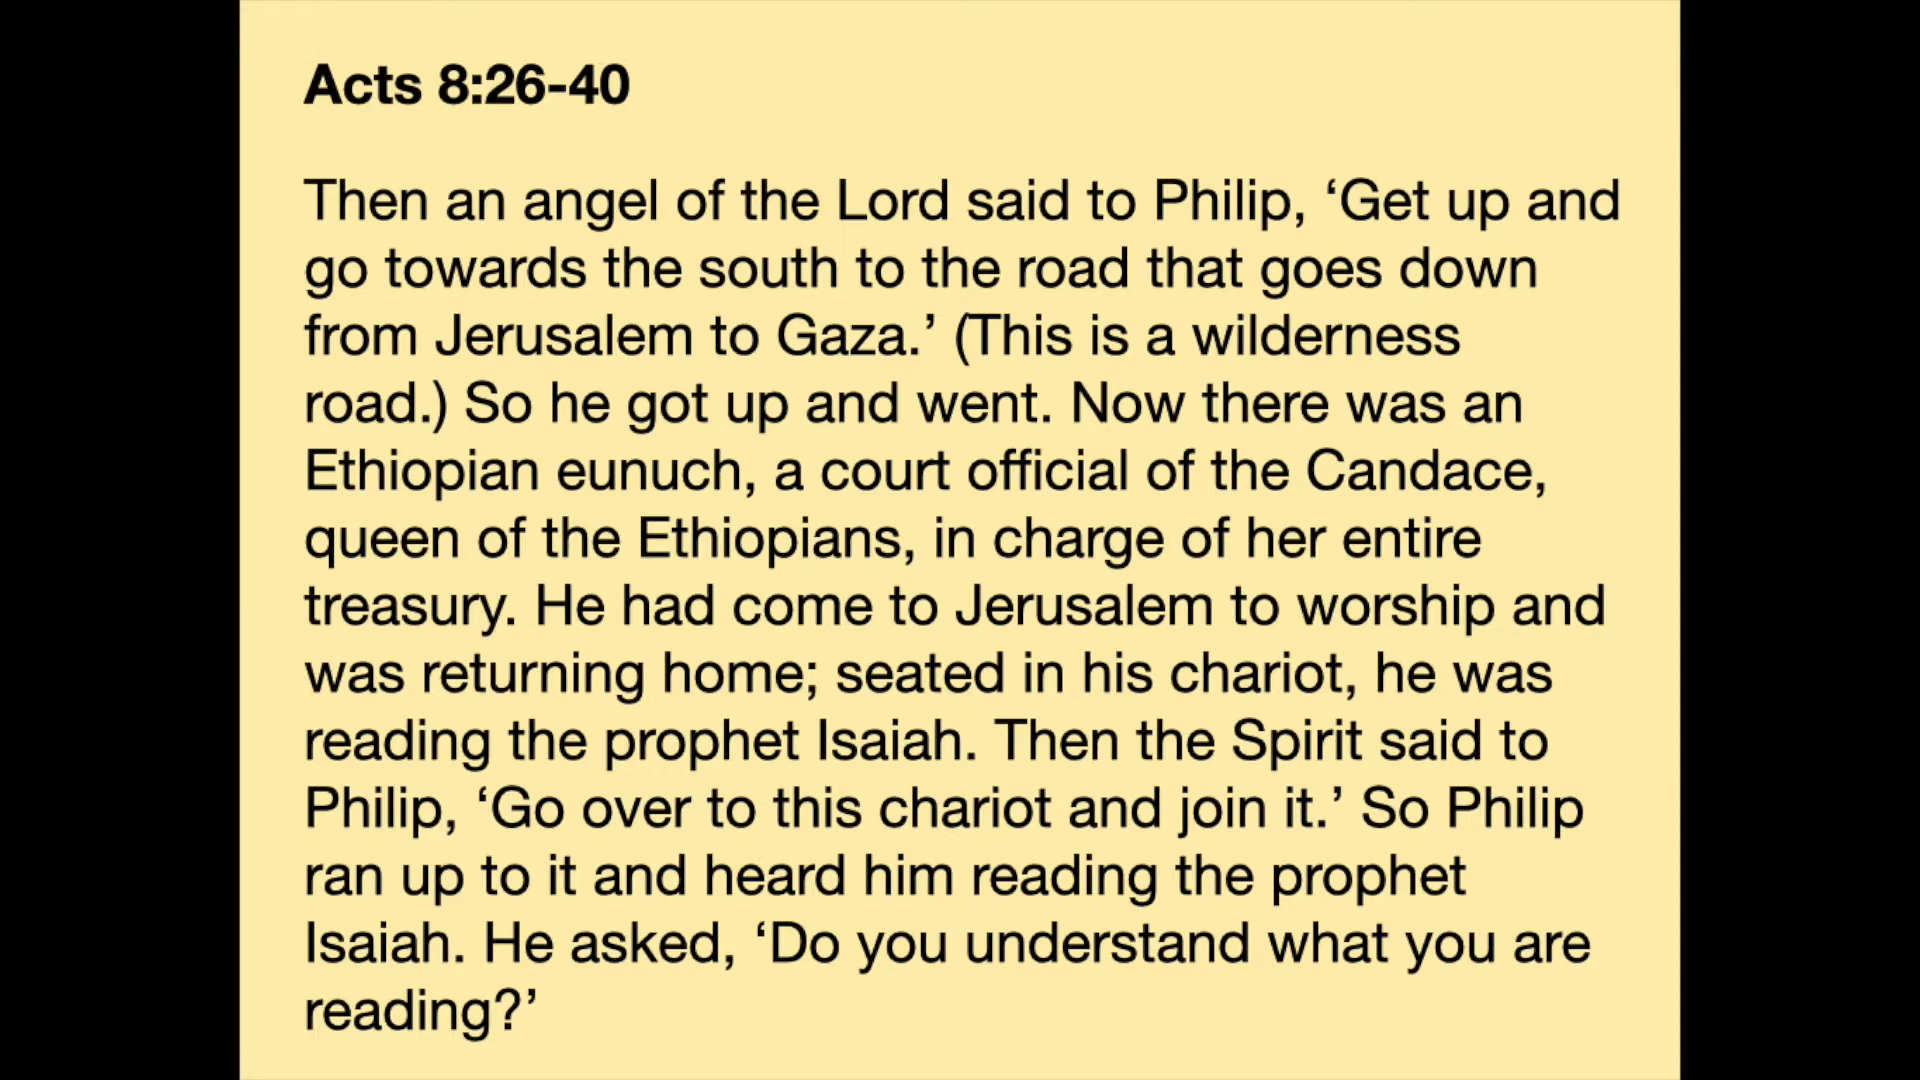 Acts 8:26-40
Then an angel of the Lord said to Philip, ‘Get up and
go towards the south to the road that goes down
from Jerusalem to Gaza.’ (This is a wilderness
road.) So he got up and went. Now there was an
Ethiopian eunuch, a court official of the Candace,
queen of the Ethiopians, in charge of her entire
treasury. He had come to Jerusalem to worship and
was returning home; seated in his chariot, he was
reading the prophet Isaiah. Then the Spirit said to
Philip, ‘Go over to this chariot and join it.’ So Philip
ran up to it and heard him reading the prophet
Isaiah. He asked, ‘Do you understand what you are
reading?’